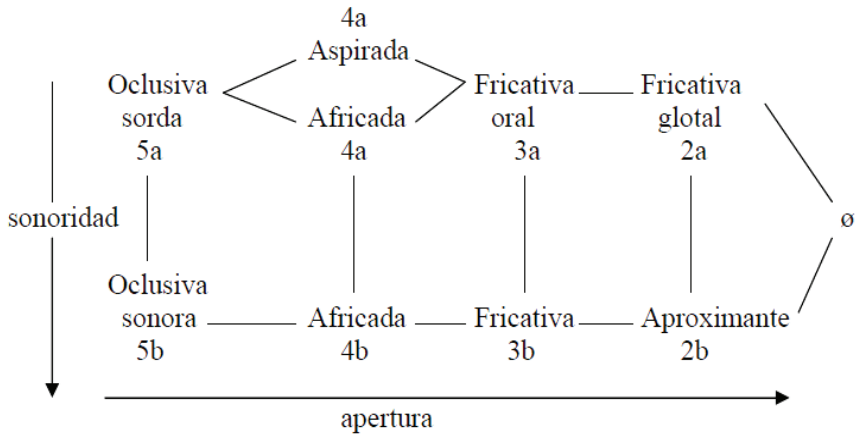 4a
Aspirada
Oclusiva
sorda
5a
Africada
4a
Fricativa
oral
3a
Fricativa
glotal
2a
sonoridad
ø
Oclusiva
sonora
5b
Africada
4b
Fricativa
3b
Aproximante
2b
apertura